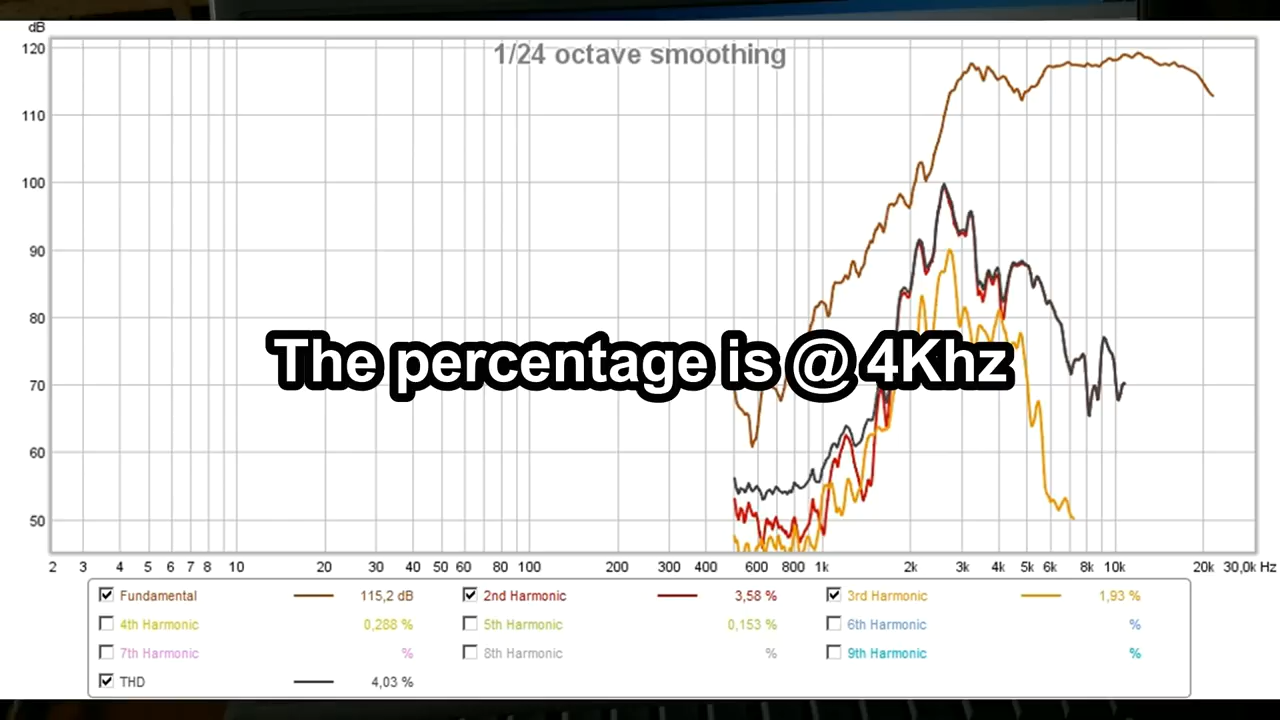 dB
1/24 octave smoothing
120
110
100
90
80
The percentage is @ 4Khz
70
60
50
2 3 4 5 6 7 8 10 20 30 40 50 60 80 100 200 300 400 600 800 1k 2k 3k 4k 5k 6k 8k 10k 20k 30,0k Hz
Fundamental 115,2 dB 2nd Harmonic 3,58 % 3rd Harmonic 1,93 %
4th Harmonic 0,288 % 5th Harmonic 0,153 % 6th Harmonic %
7th Harmonic % 8th Harmonic % 9th Harmonic %
THD 4,03 %